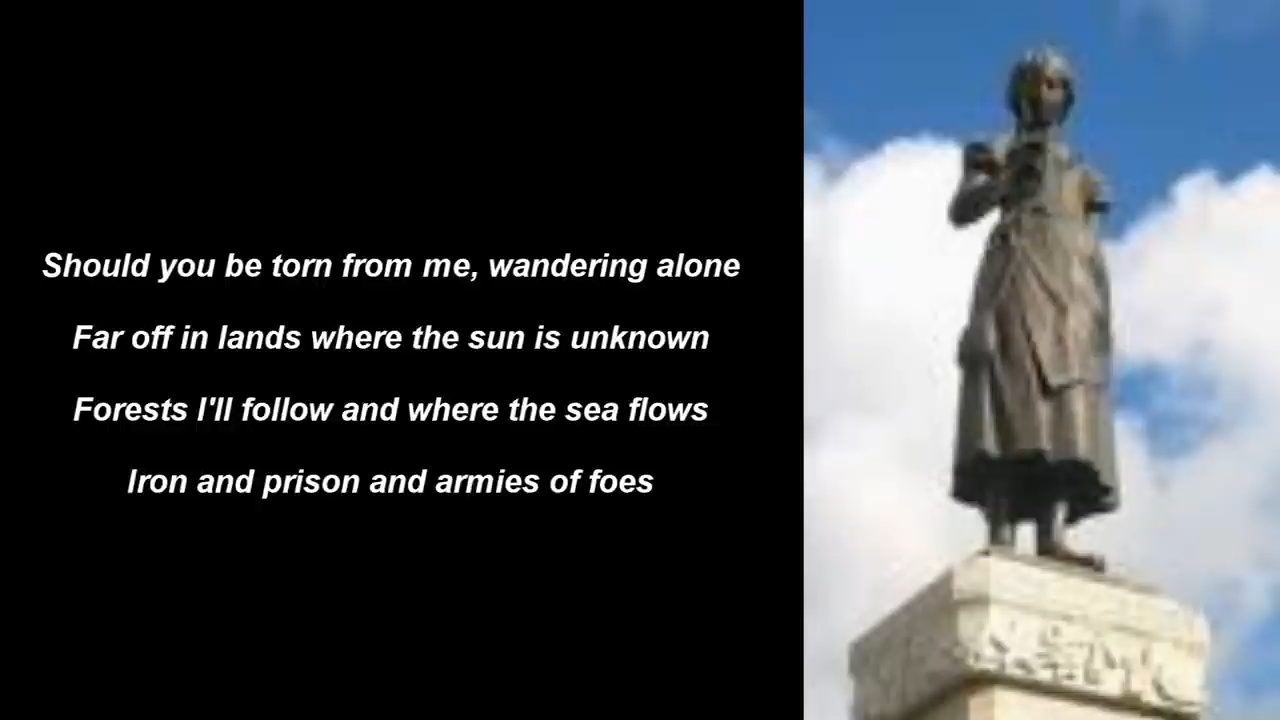 Should you be torn from me, wandering alone
Far off in lands where the sun is unknown
Forests I'll follow and where the sea flows
Iron and prison and armies of foes